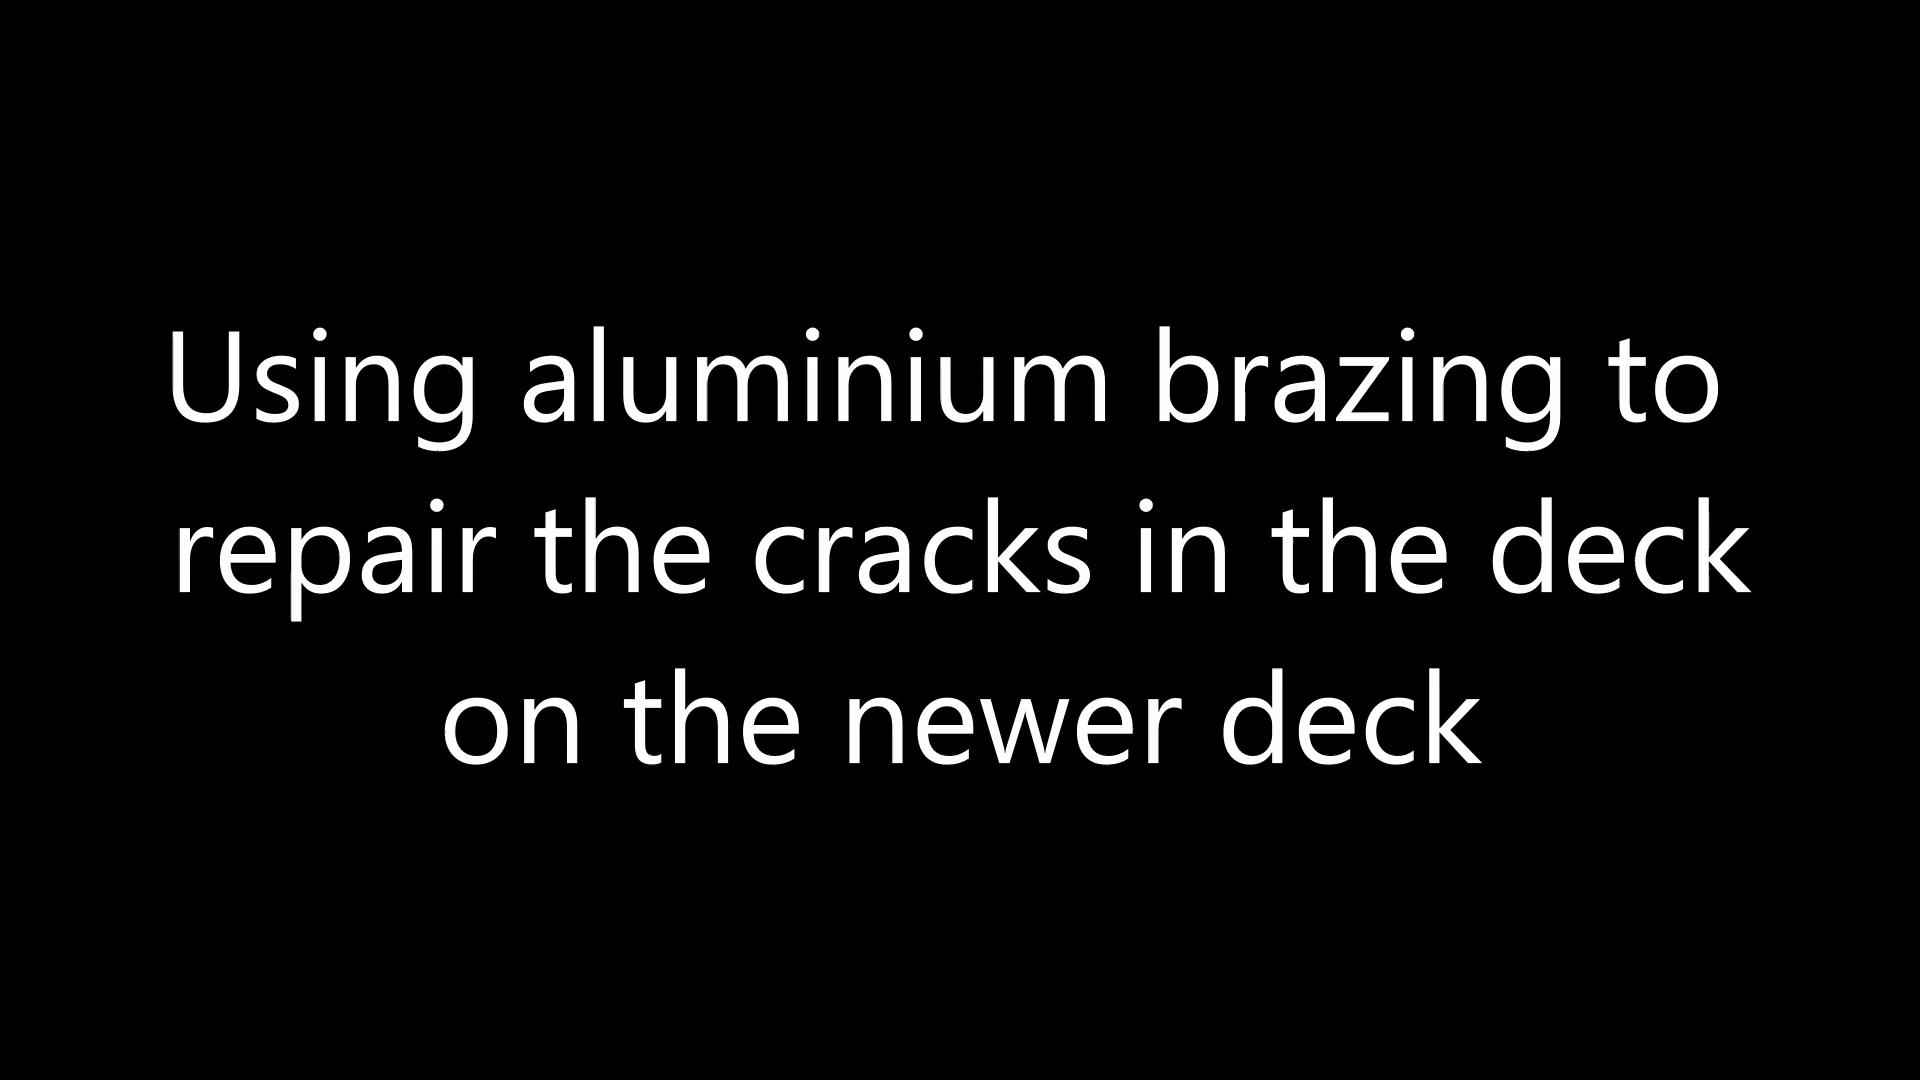 Using aluminium brazing to
repair the cracks in the deck
on the newer deck